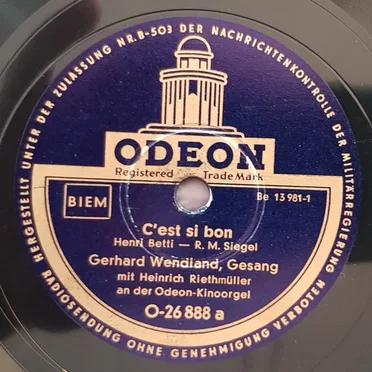 HERGESTELLT UNTER DER ZULASSUNG NR. B-503 DER NACHRICHTENKONTROLLE DER MILITÄRREGIERUNG
ODEON
Registered Trade Mark
BIEM
Be 13 981-1
C'est si bon
Henri Betti — R. M. Siegel
Gerhard Wendland, Gesang
mit Heinrich Riethmüller
an der Odeon-Kinoorgel
O-26 888 a
RADIOSENDUNG OHNE GENEHMIGUNG VERBOTEN